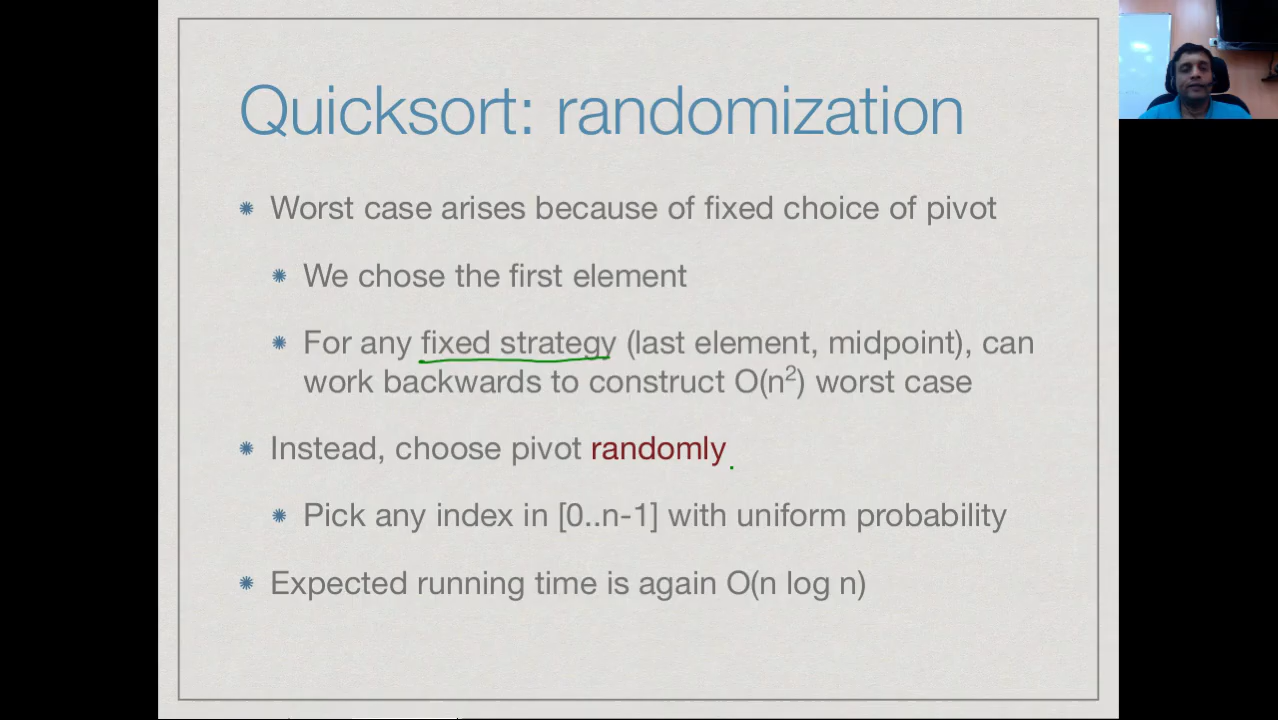 Quicksort: randomization
Worst case arises because of fixed choice of pivot
We chose the first element
For any fixed strategy (last element, midpoint), can
work backwards to construct O(n²) worst case
Instead, choose pivot randomly
Pick any index in [0..n-1] with uniform probability
Expected running time is again O(n log n)